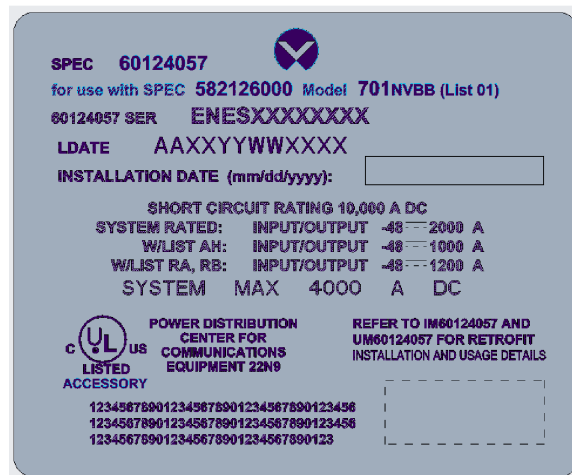 SPEC 60124057
for use with SPEC 582126000 Model 701NVBB (List 01)
60124057 SER ENESXXXXXXXX
LDATE AAXXYYWWXXXX
INSTALLATION DATE (mm/dd/yyyy):
SHORT CIRCUIT RATING 10,000 A DC
SYSTEM RATED: INPUT/OUTPUT -48⎓2000 A
W/LIST AH: INPUT/OUTPUT -48⎓1000 A
W/LIST RA, RB: INPUT/OUTPUT -48⎓1200 A
SYSTEM MAX 4000 A DC
C UL US
LISTED
ACCESSORY
POWER DISTRIBUTION
CENTER FOR
COMMUNICATIONS
EQUIPMENT 22N9
REFER TO IM60124057 AND
UM60124057 FOR RETROFIT
INSTALLATION AND USAGE DETAILS
123456789012345678901234567890123456
123456789012345678901234567890123456
123456789012345678901234567890123